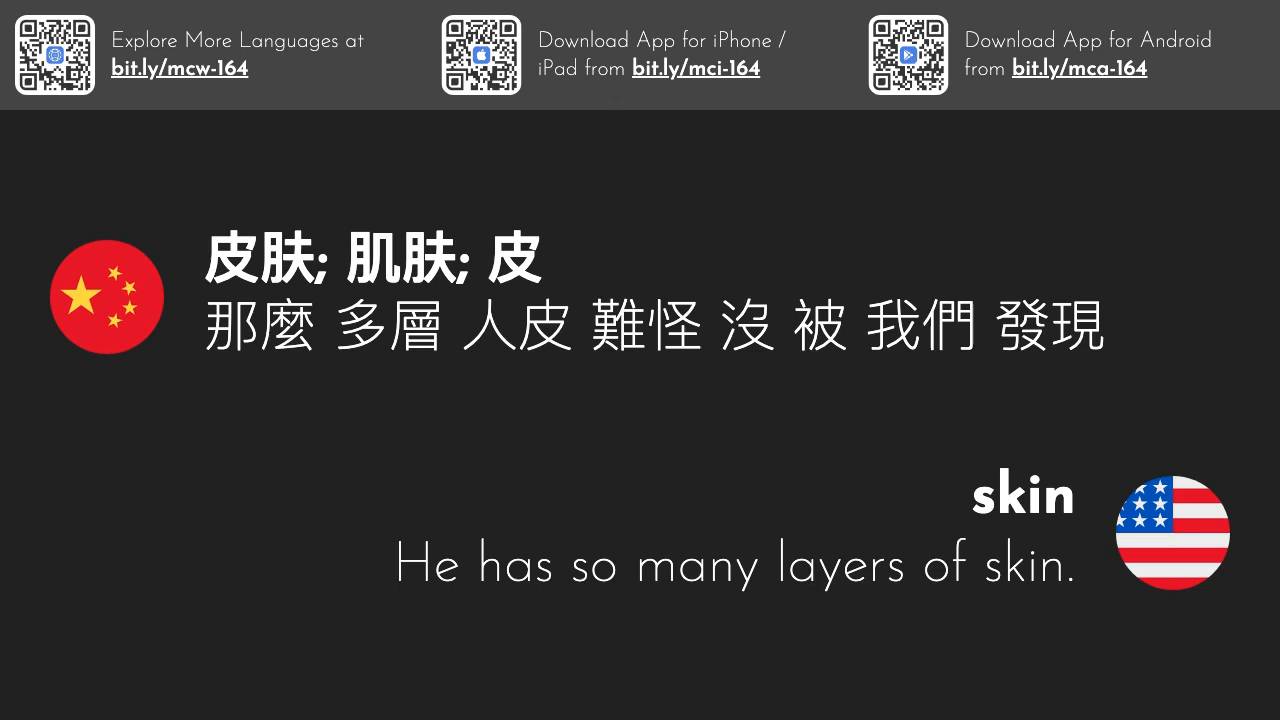 Explore More Languages at
bit.ly/mcw-164
Download App for iPhone /
iPad from bit.ly/mci-164
Download App for Android
from bit.ly/mca-164
皮肤; 肌肤; 皮
那麼 多層 人皮 難怪 沒 被 我們 發現
skin
He has so many layers of skin.